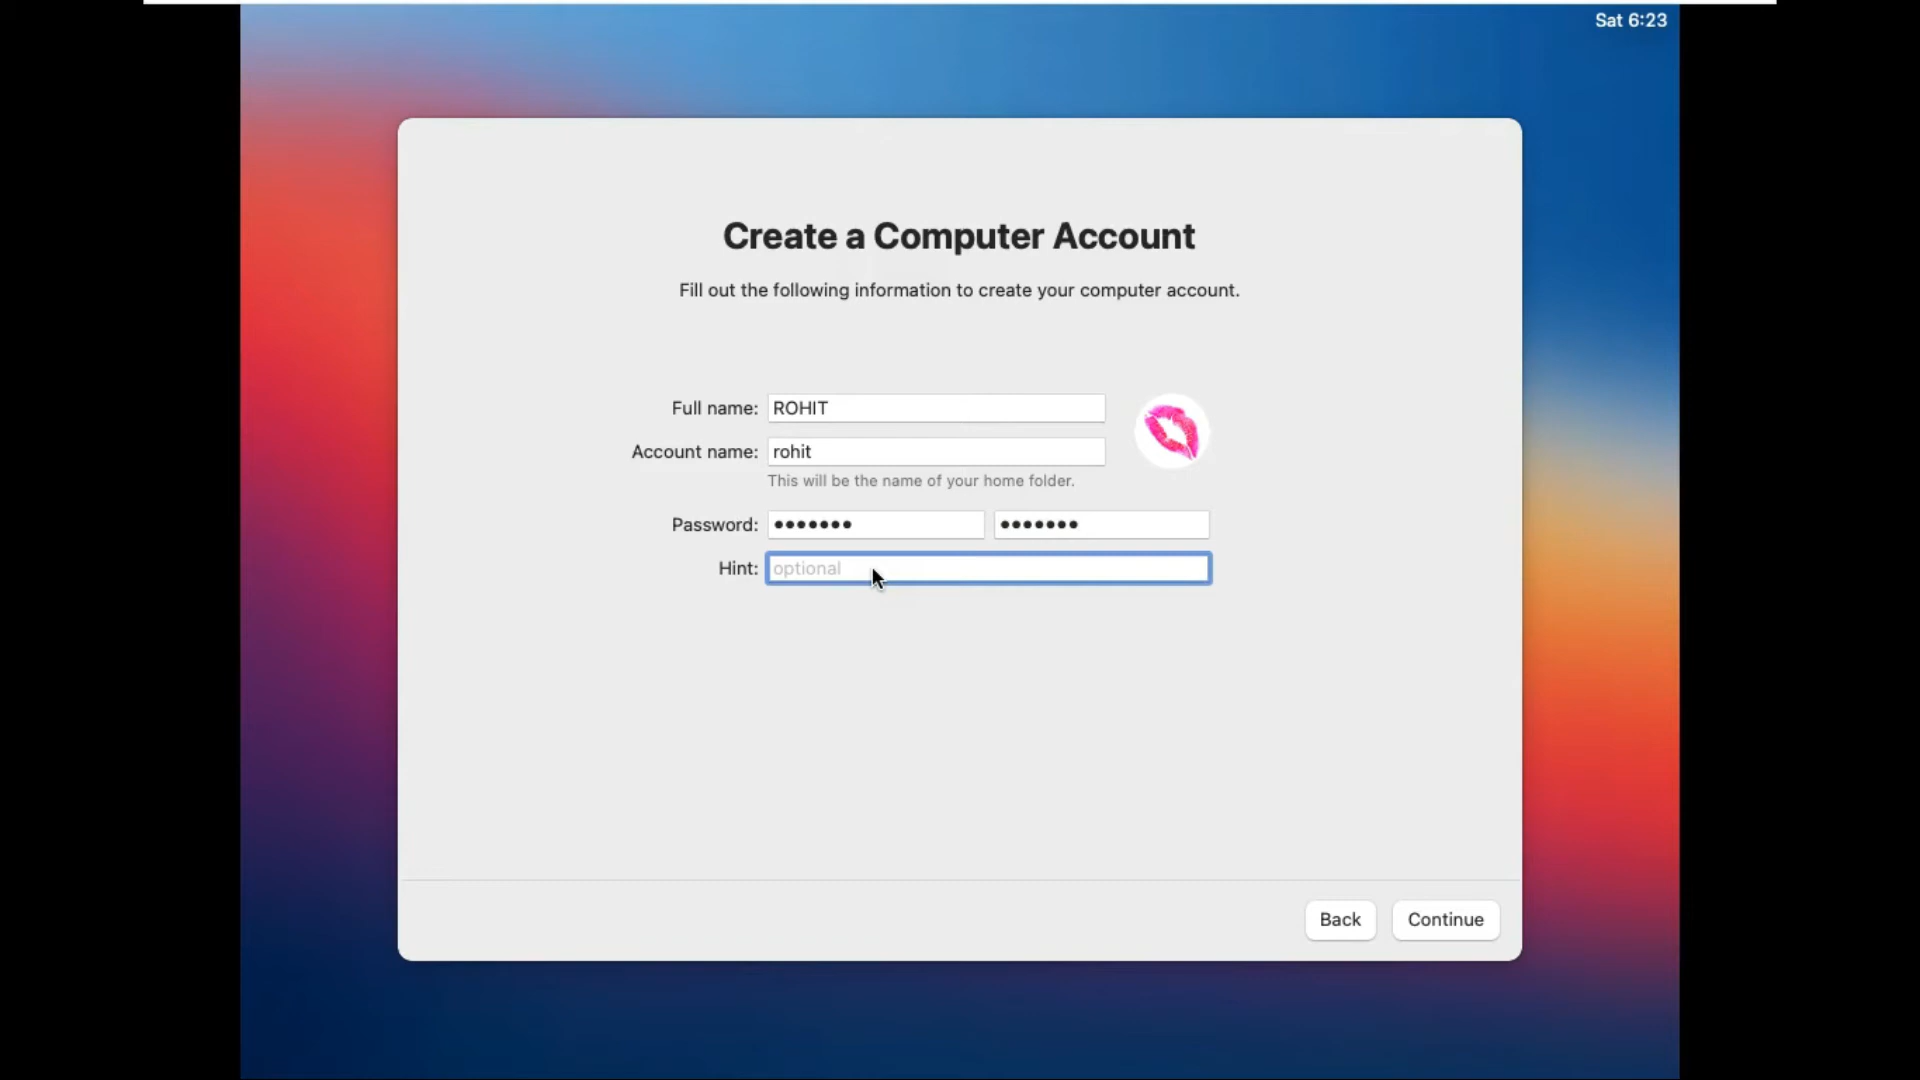 Sat 6:23
Create a Computer Account
Fill out the following information to create your computer account.
Full name: ROHIT
Account name: rohit
This will be the name of your home folder.
Password: ••••••• •••••••
Hint: optional
Back Continue